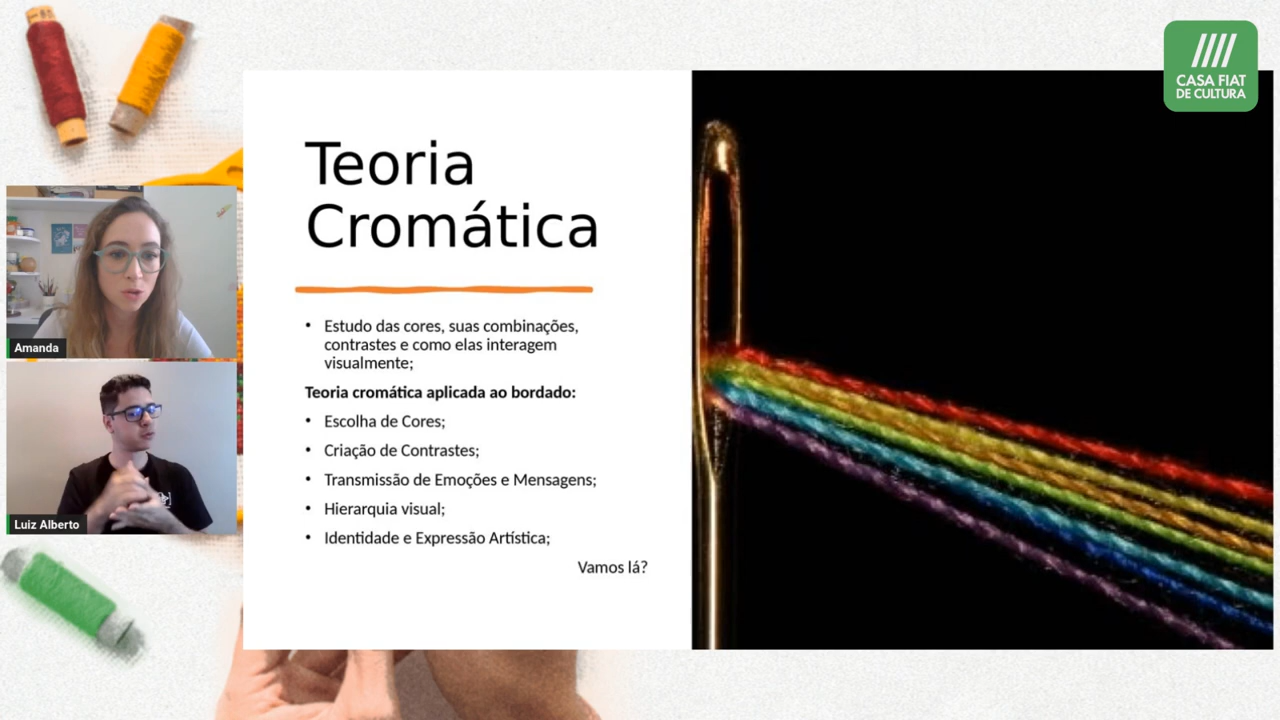 CASA FIAT
DE CULTURA
Teoria
Cromática
• Estudo das cores, suas combinações,
contrastes e como elas interagem
visualmente;
Teoria cromática aplicada ao bordado:
• Escolha de Cores;
• Criação de Contrastes;
• Transmissão de Emoções e Mensagens;
• Hierarquia visual;
• Identidade e Expressão Artística;
Vamos lá?
Amanda
Luiz Alberto